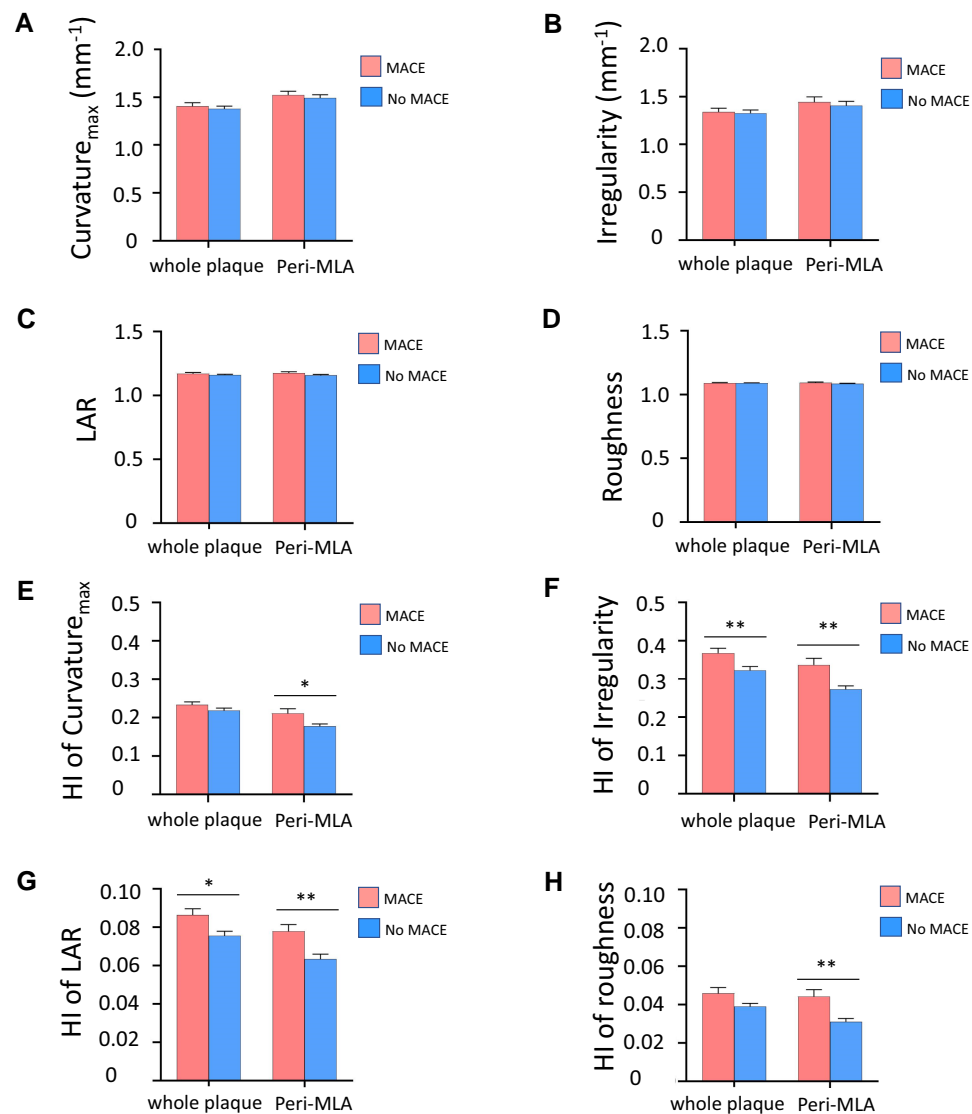 A
Curvature_max (mm⁻¹)
2.0
1.5
1.0
0.5
0
whole plaque
Peri-MLA
MACE
No MACE
B
Irregularity (mm⁻¹)
2.0
1.5
1.0
0.5
0
whole plaque
Peri-MLA
MACE
No MACE
C
LAR
1.5
1.0
0.5
0
whole plaque
Peri-MLA
MACE
No MACE
D
Roughness
1.5
1.0
0.5
0
whole plaque
Peri-MLA
MACE
No MACE
E
HI of Curvature_max
0.5
0.4
0.3
0.2
0.1
0
*
whole plaque
Peri-MLA
MACE
No MACE
F
HI of Irregularity
0.5
0.4
0.3
0.2
0.1
0
**
**
whole plaque
Peri-MLA
MACE
No MACE
G
HI of LAR
0.10
0.08
0.06
0.04
0.02
0
*
**
whole plaque
Peri-MLA
MACE
No MACE
H
HI of roughness
0.10
0.08
0.06
0.04
0.02
0
**
whole plaque
Peri-MLA
MACE
No MACE